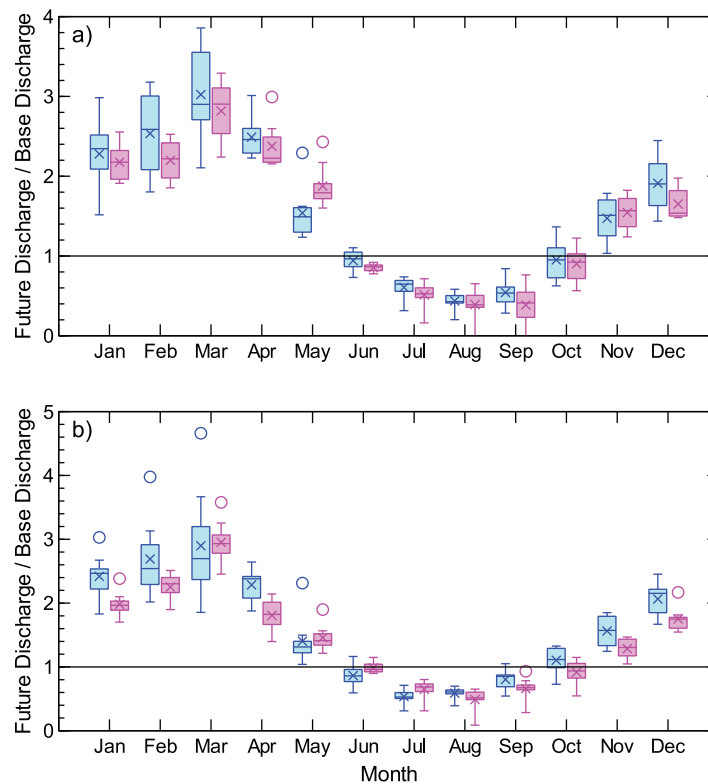 a)
Future Discharge / Base Discharge
4
3
2
1
0
Jan Feb Mar Apr May Jun Jul Aug Sep Oct Nov Dec
b)
Future Discharge / Base Discharge
5
4
3
2
1
0
Jan Feb Mar Apr May Jun Jul Aug Sep Oct Nov Dec
Month